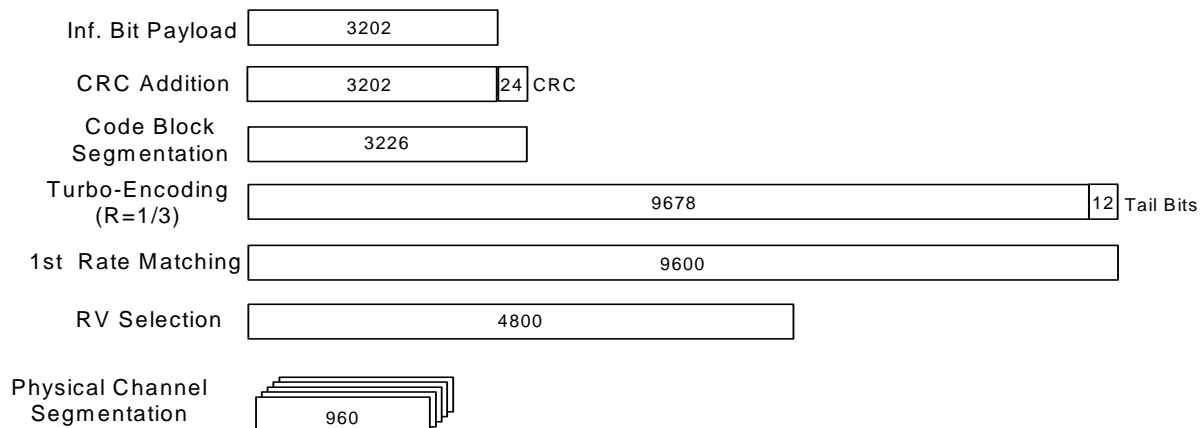 Inf. Bit Payload 3202
CRC Addition 3202 24 CRC
Code Block
Segmentation 3226
Turbo-Encoding
(R=1/3) 9678 12 Tail Bits
1st Rate Matching 9600
RV Selection 4800
Physical Channel
Segmentation 960